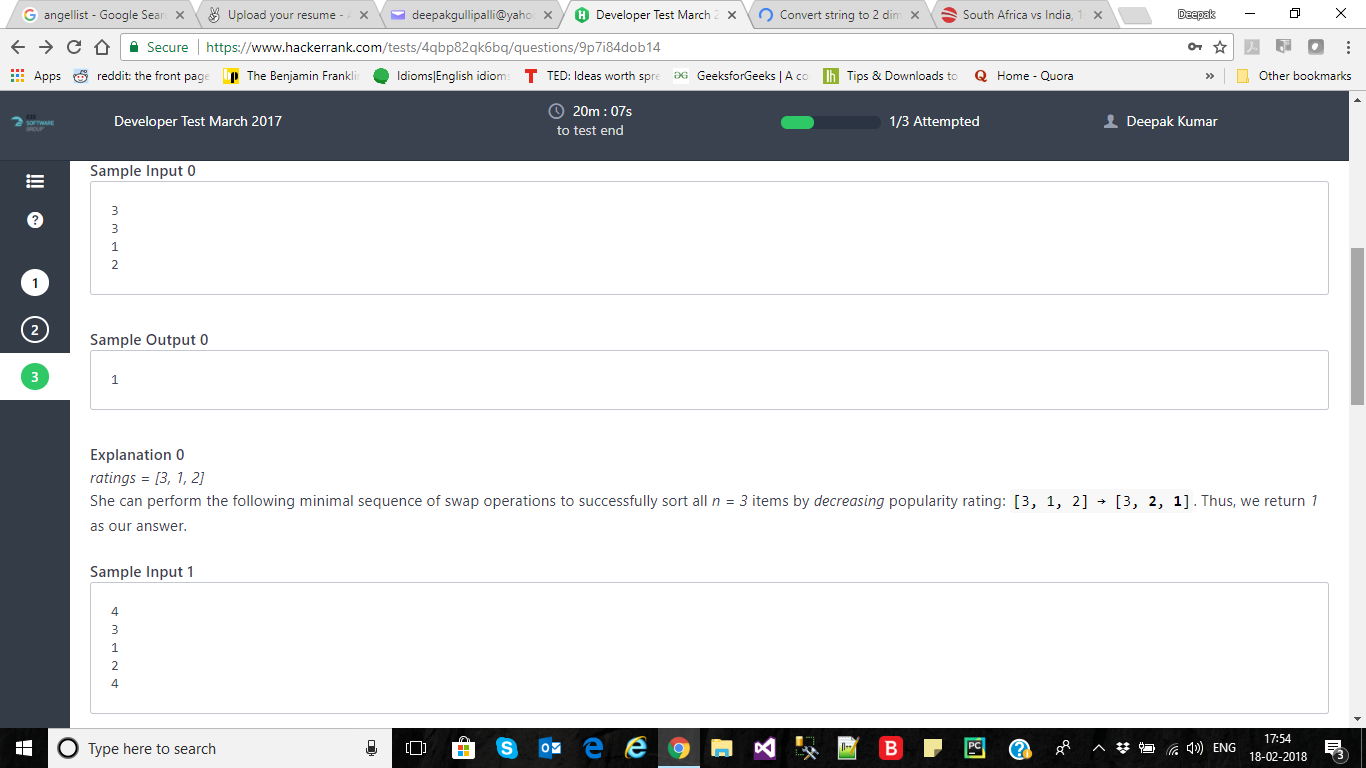 angellist - Google Sear
Upload your resume - A
deepakgullipalli@yaho
Developer Test March 2
Convert string to 2 dim
South Africa vs India, 1
Deepak
Secure
https://www.hackerrank.com/tests/4qbp82qk6bq/questions/9p7i84dob14
Apps
reddit: the front page
The Benjamin Franklin
Idioms|English idioms
TED: Ideas worth spre
GeeksforGeeks | A co
Tips & Downloads to
Home - Quora
»
Other bookmarks
SOFTWARE
GROUP
Developer Test March 2017
20m : 07s
to test end
1/3 Attempted
Deepak Kumar
?
1
2
3
Sample Input 0
3
3
1
2
Sample Output 0
1
Explanation 0
ratings = [3, 1, 2]
She can perform the following minimal sequence of swap operations to successfully sort all n = 3 items by decreasing popularity rating: [3, 1, 2] → [3, 2, 1]. Thus, we return 1
as our answer.
Sample Input 1
4
3
1
2
4
Type here to search
ENG
17:54
18-02-2018
3